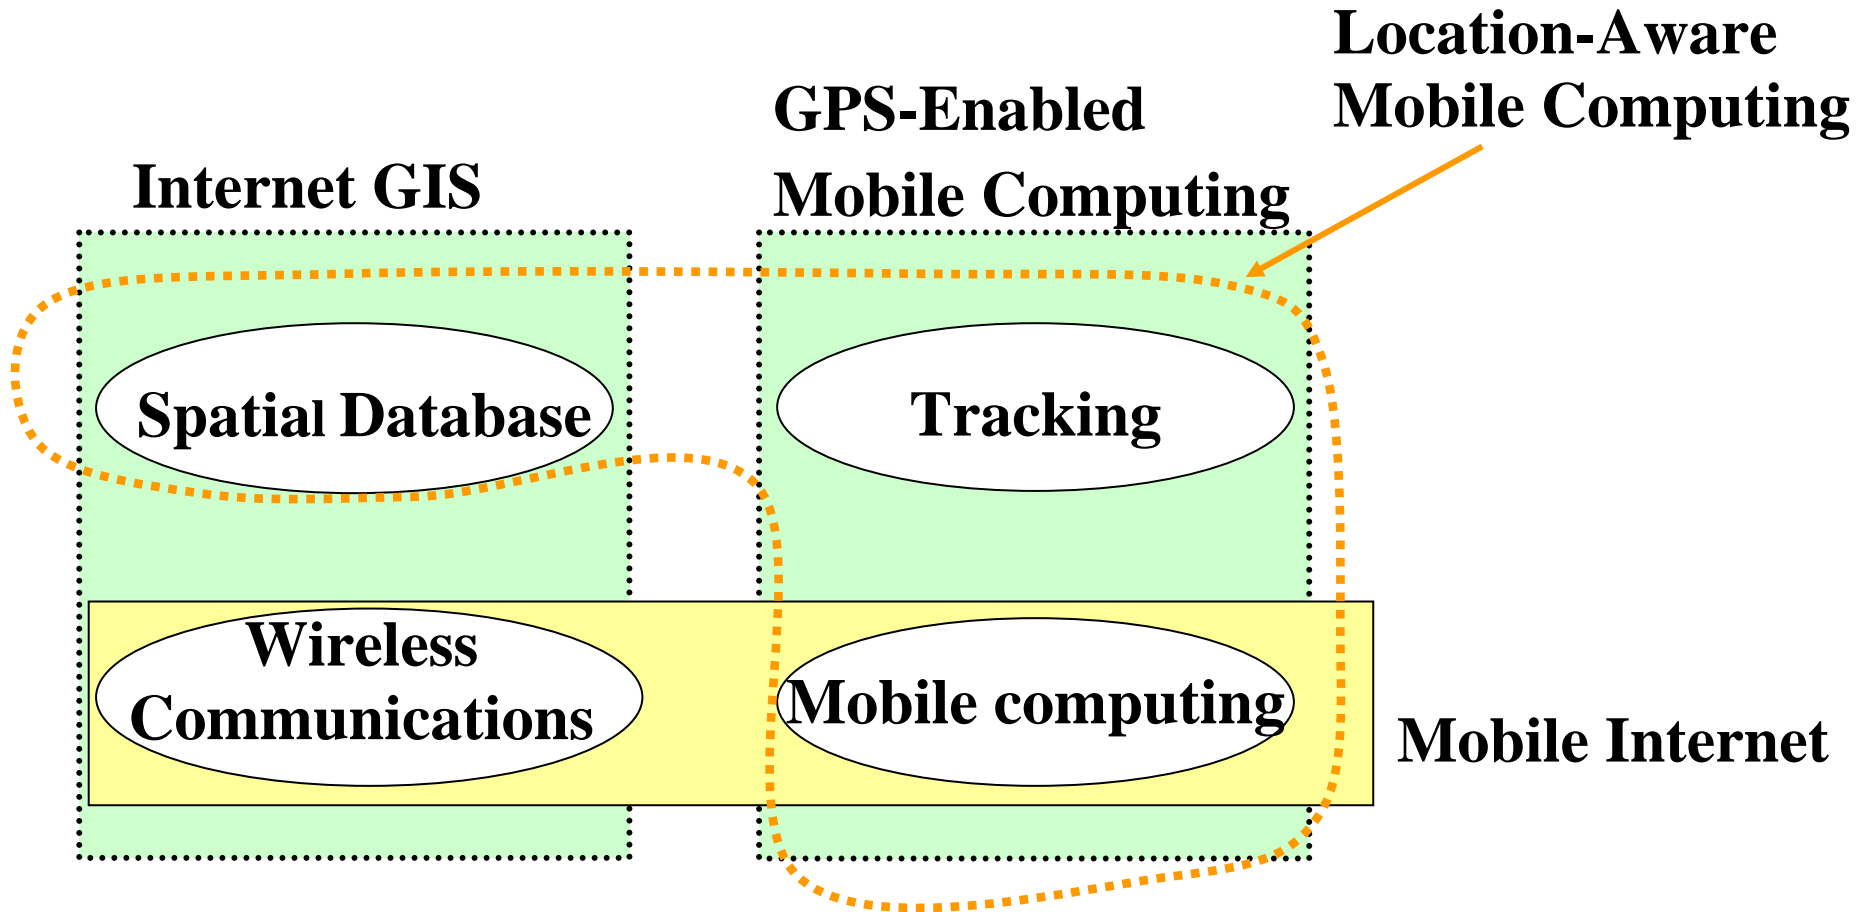 Location-Aware
Mobile Computing
GPS-Enabled
Mobile Computing
Internet GIS
Spatial Database
Tracking
Wireless
Communications
Mobile computing
Mobile Internet